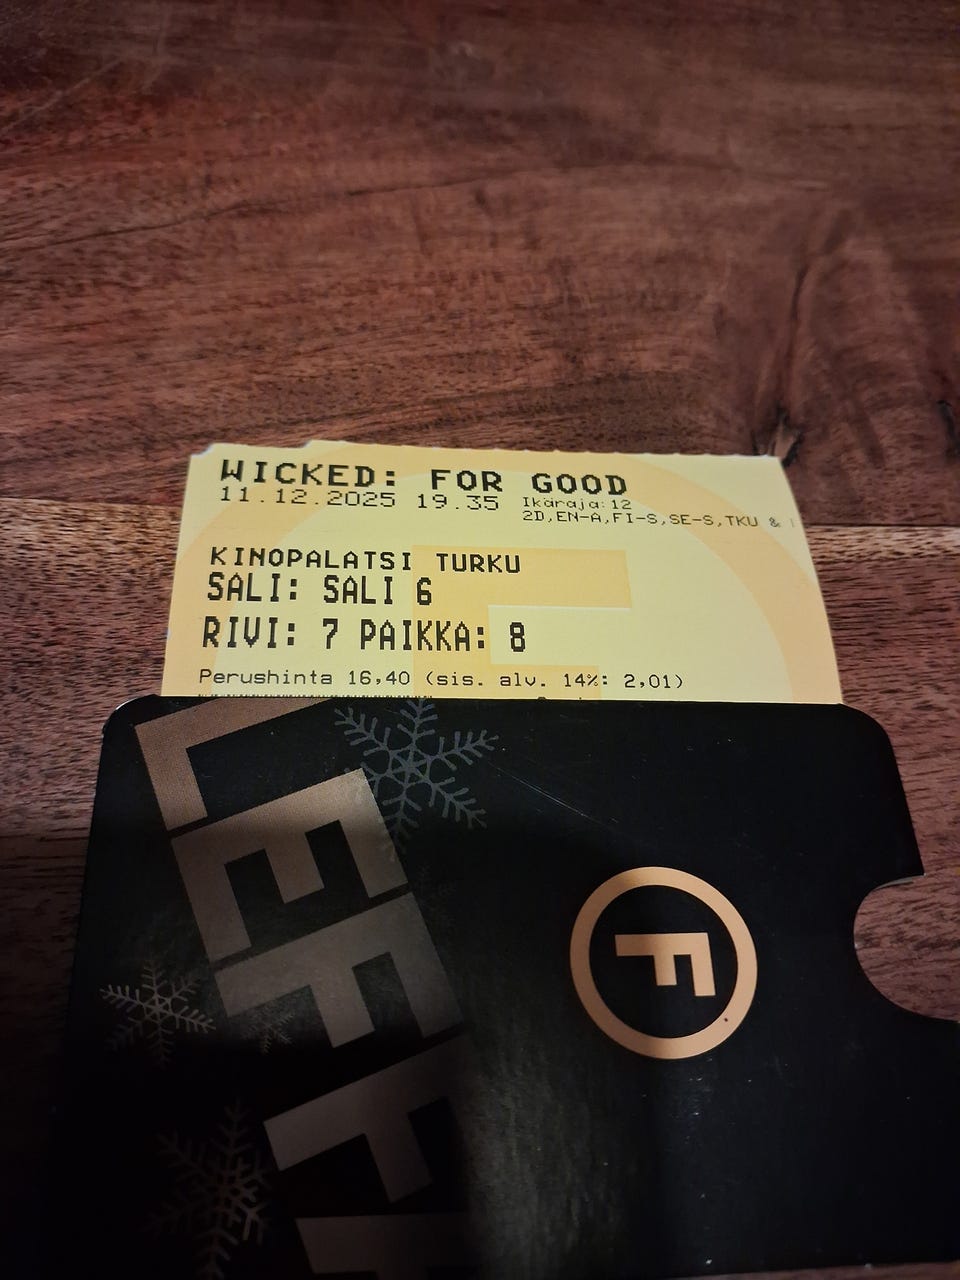 WICKED: FOR GOOD
11.12.2025 19.35
Ikäraja:12
2D,EN-A,FI-S,SE-S,TKU &
KINOPALATSI TURKU
SALI: SALI 6
RIVI: 7 PAIKKA: 8
Perushinta 16,40 (sis. alv. 14%: 2,01)
LEFF
F